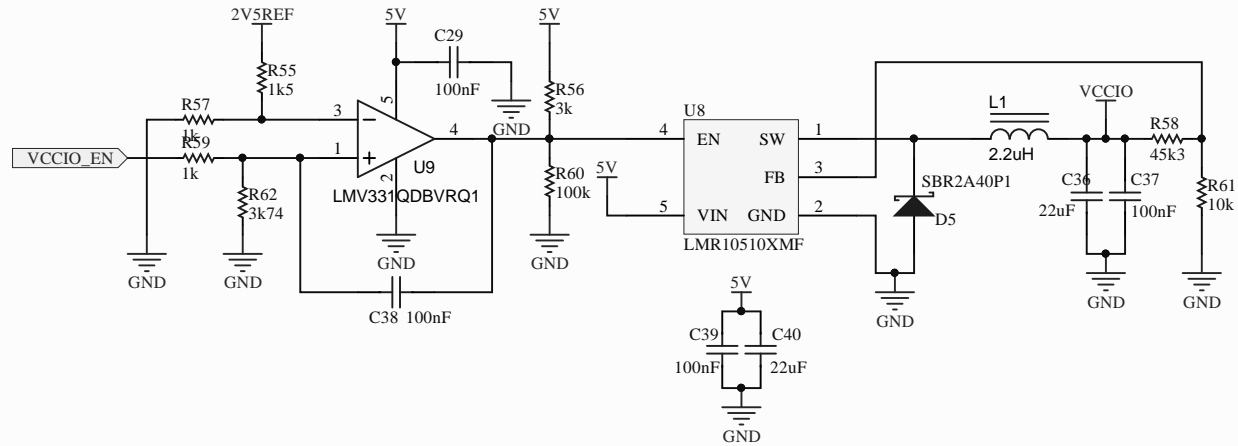 2V5REF
5V
5V
C29
100nF
GND
R55
1k5
R56
3k
R57
1k
R59
1k
VCCIO_EN
3
1
5
4
2
U9
LMV331QDBVRQ1
R62
3k74
R60
100k
GND
GND
GND
GND
C38 100nF
5V
U8
4
EN
SW
1
FB
3
5
VIN
GND
2
LMR10510XMF
L1
2.2uH
SBR2A40P1
D5
VCCIO
R58
45k3
C36
22uF
C37
100nF
R61
10k
GND
GND
GND
5V
C39
100nF
C40
22uF
GND